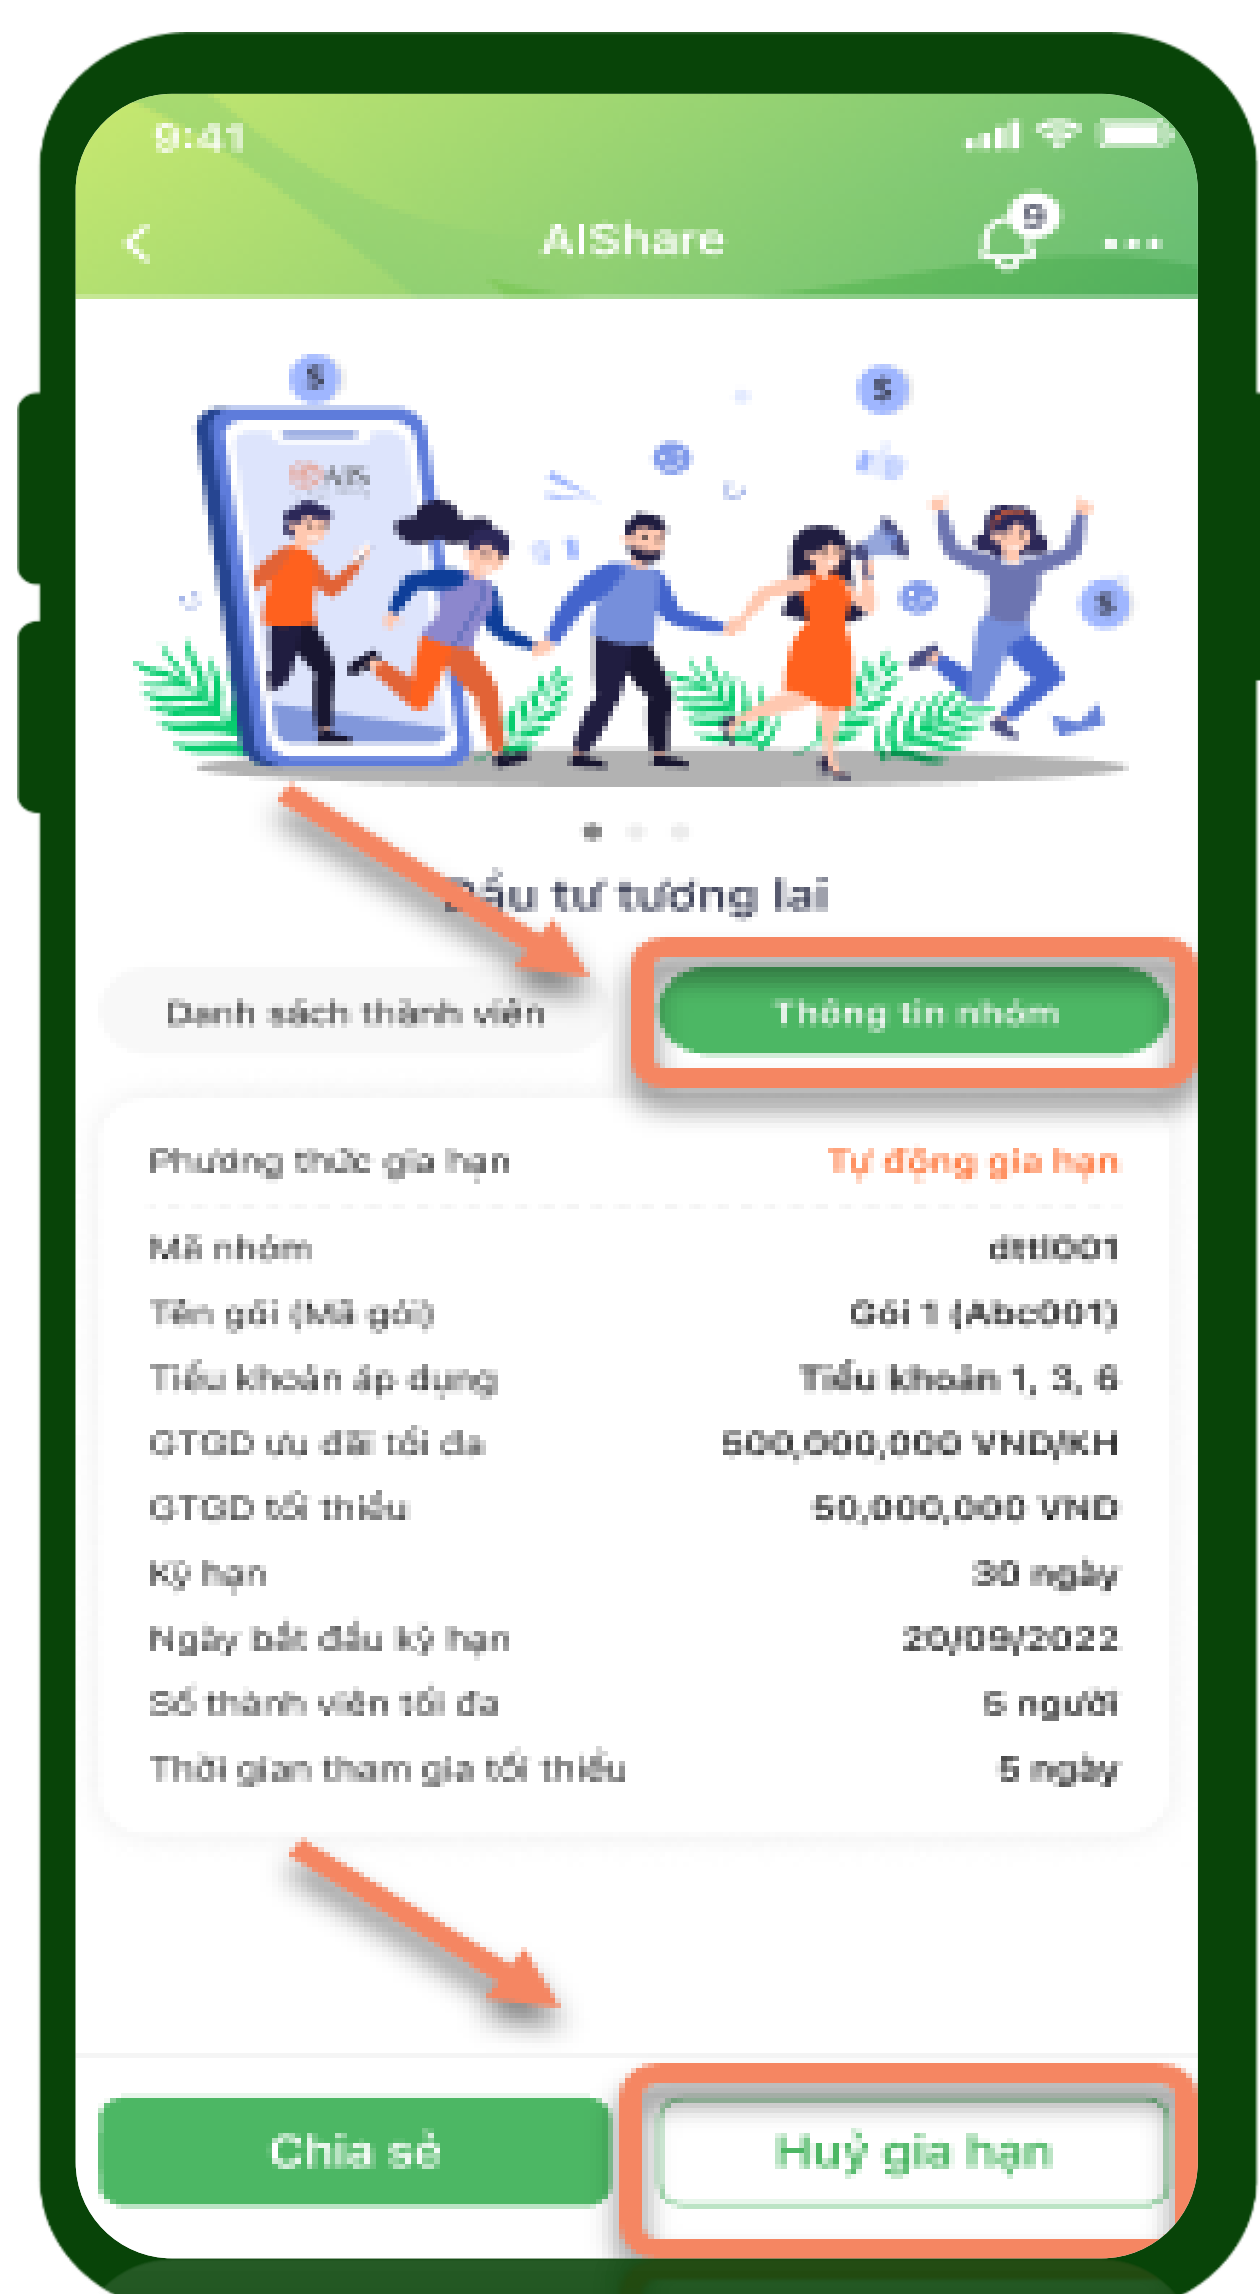 9:41
AIShare
9
$
$
AIS
$
Đầu tư tương lai
Danh sách thành viên
Thông tin nhóm
Phương thức gia hạn
Tự động gia hạn
Mã nhóm
dttl001
Tên gói (Mã gói)
Gói 1 (Abc001)
Tiểu khoản áp dụng
Tiểu khoản 1, 3, 6
GTGD ưu đãi tối đa
500,000,000 VND/KH
GTGD tối thiểu
50,000,000 VND
Kỳ hạn
30 ngày
Ngày bắt đầu kỳ hạn
20/09/2022
Số thành viên tối đa
5 người
Thời gian tham gia tối thiểu
5 ngày
Chia sẻ
Huỷ gia hạn